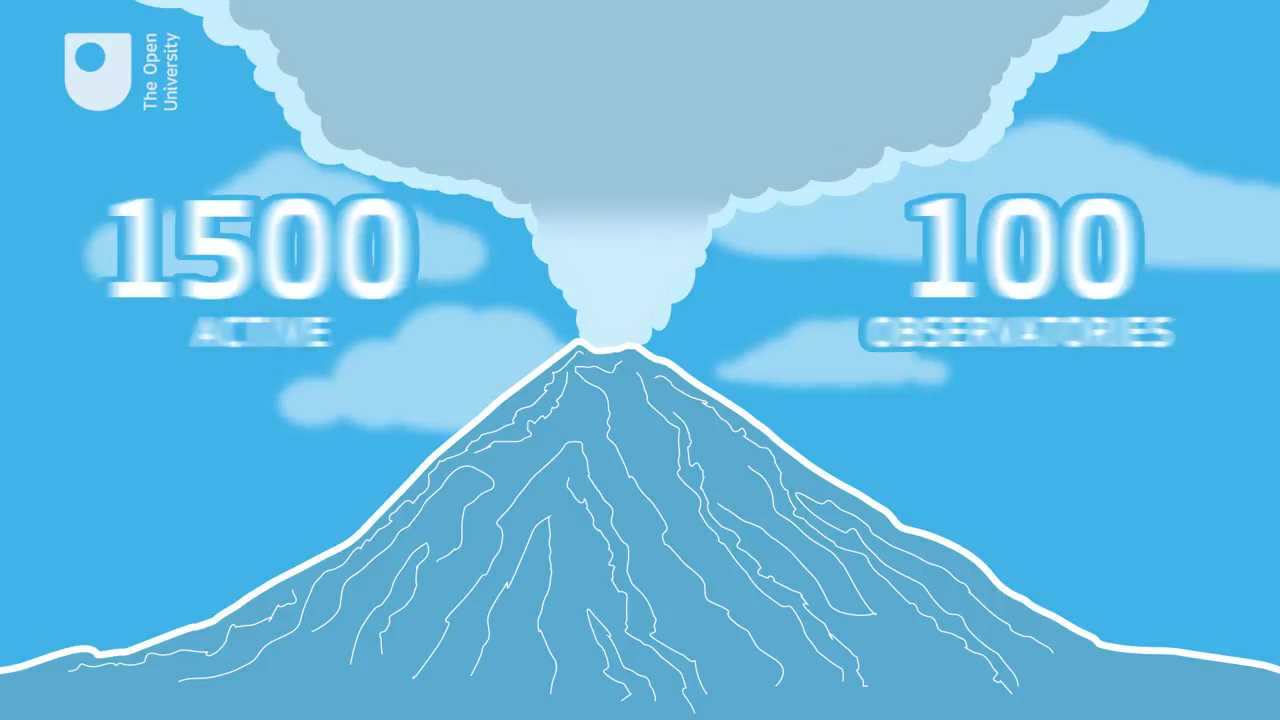 The Open
University
1500
ACTIVE
100
OBSERVATORIES